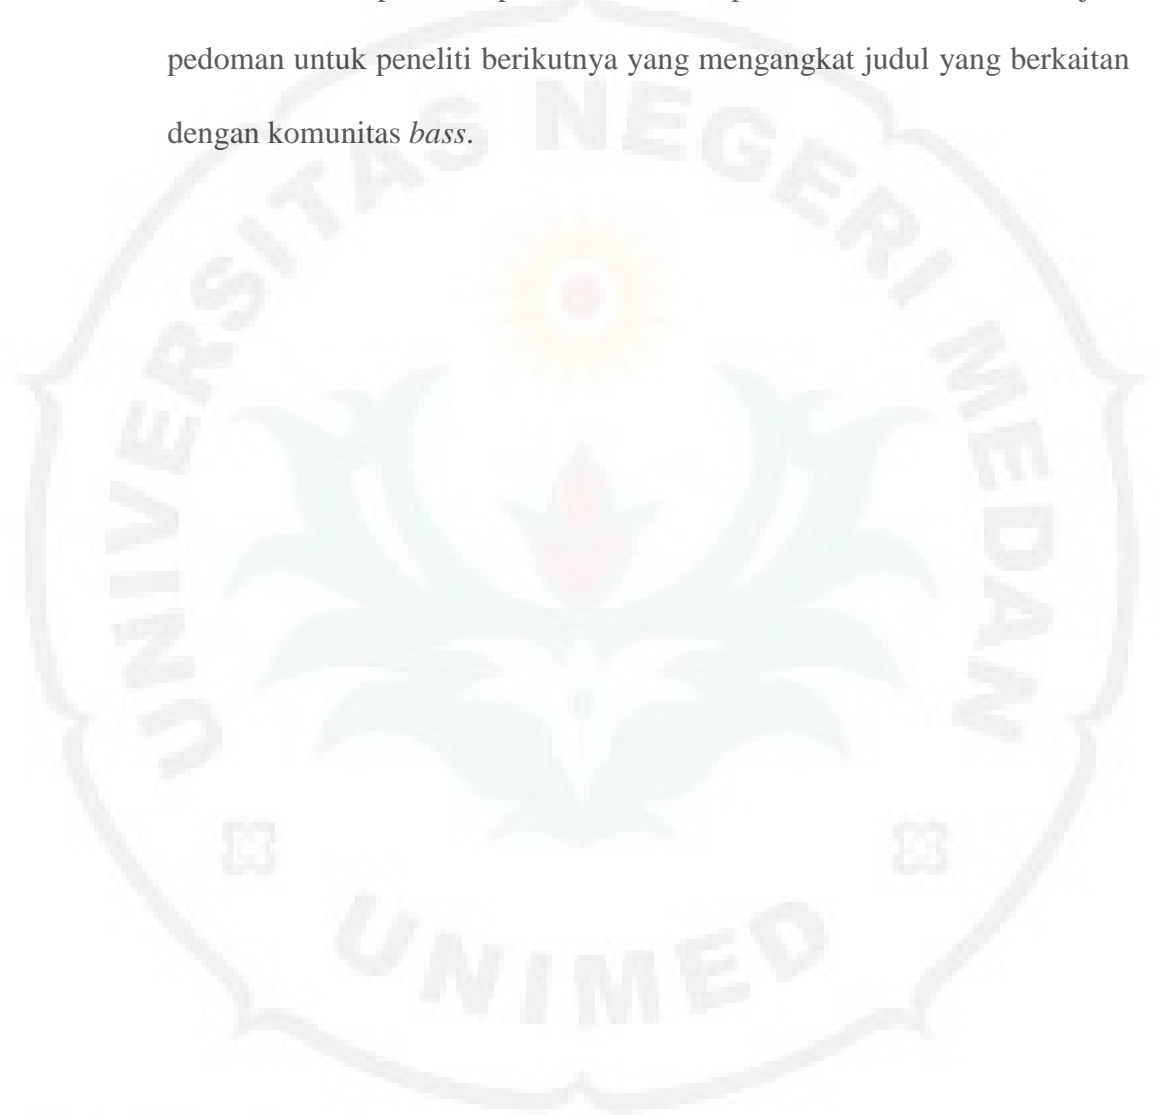 pedoman untuk peneliti berikutnya yang mengangkat judul yang berkaitan
dengan komunitas bass.
UNIVERSITAS NEGERI MEDAN
UNIMED